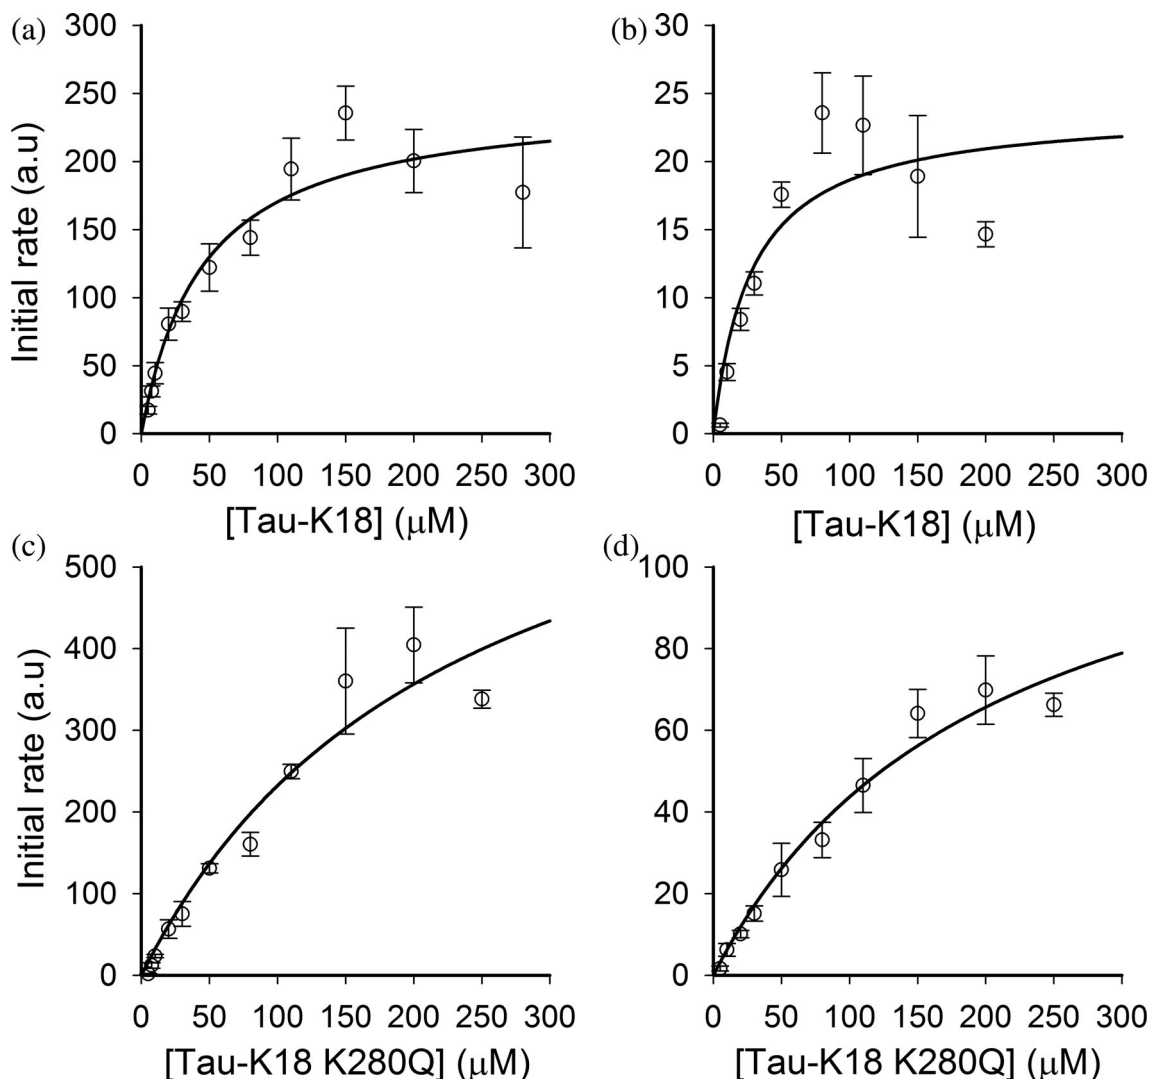 (a)
300
250
200
150
100
50
0
Initial rate (a.u)
0 50 100 150 200 250 300
[Tau-K18] (μM)
(b)
30
25
20
15
10
5
0
0 50 100 150 200 250 300
[Tau-K18] (μM)
(c)
500
400
300
200
100
0
Initial rate (a.u)
0 50 100 150 200 250 300
[Tau-K18 K280Q] (μM)
(d)
100
80
60
40
20
0
0 50 100 150 200 250 300
[Tau-K18 K280Q] (μM)